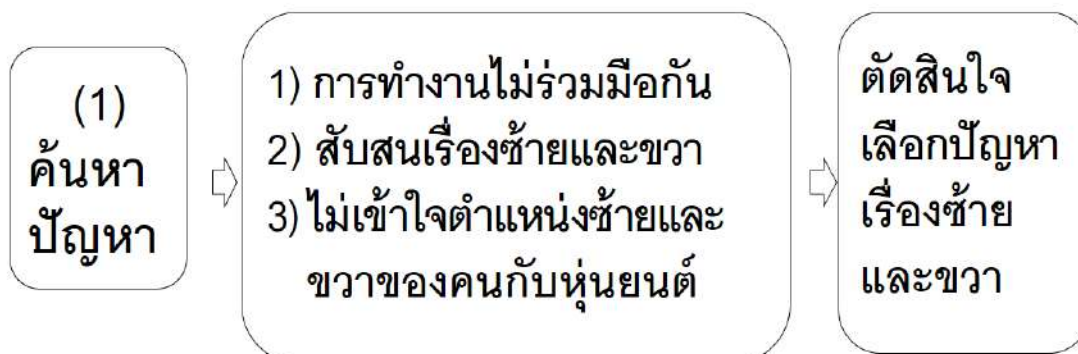 (1)
ค้นหา
ปัญหา
1) การทำงานไม่ร่วมมือกัน
2) สับสนเรื่องซ้ายและขวา
3) ไม่เข้าใจตำแหน่งซ้ายและ
ขวาของคนกับหุ่นยนต์
ตัดสินใจ
เลือกปัญหา
เรื่องซ้าย
และขวา